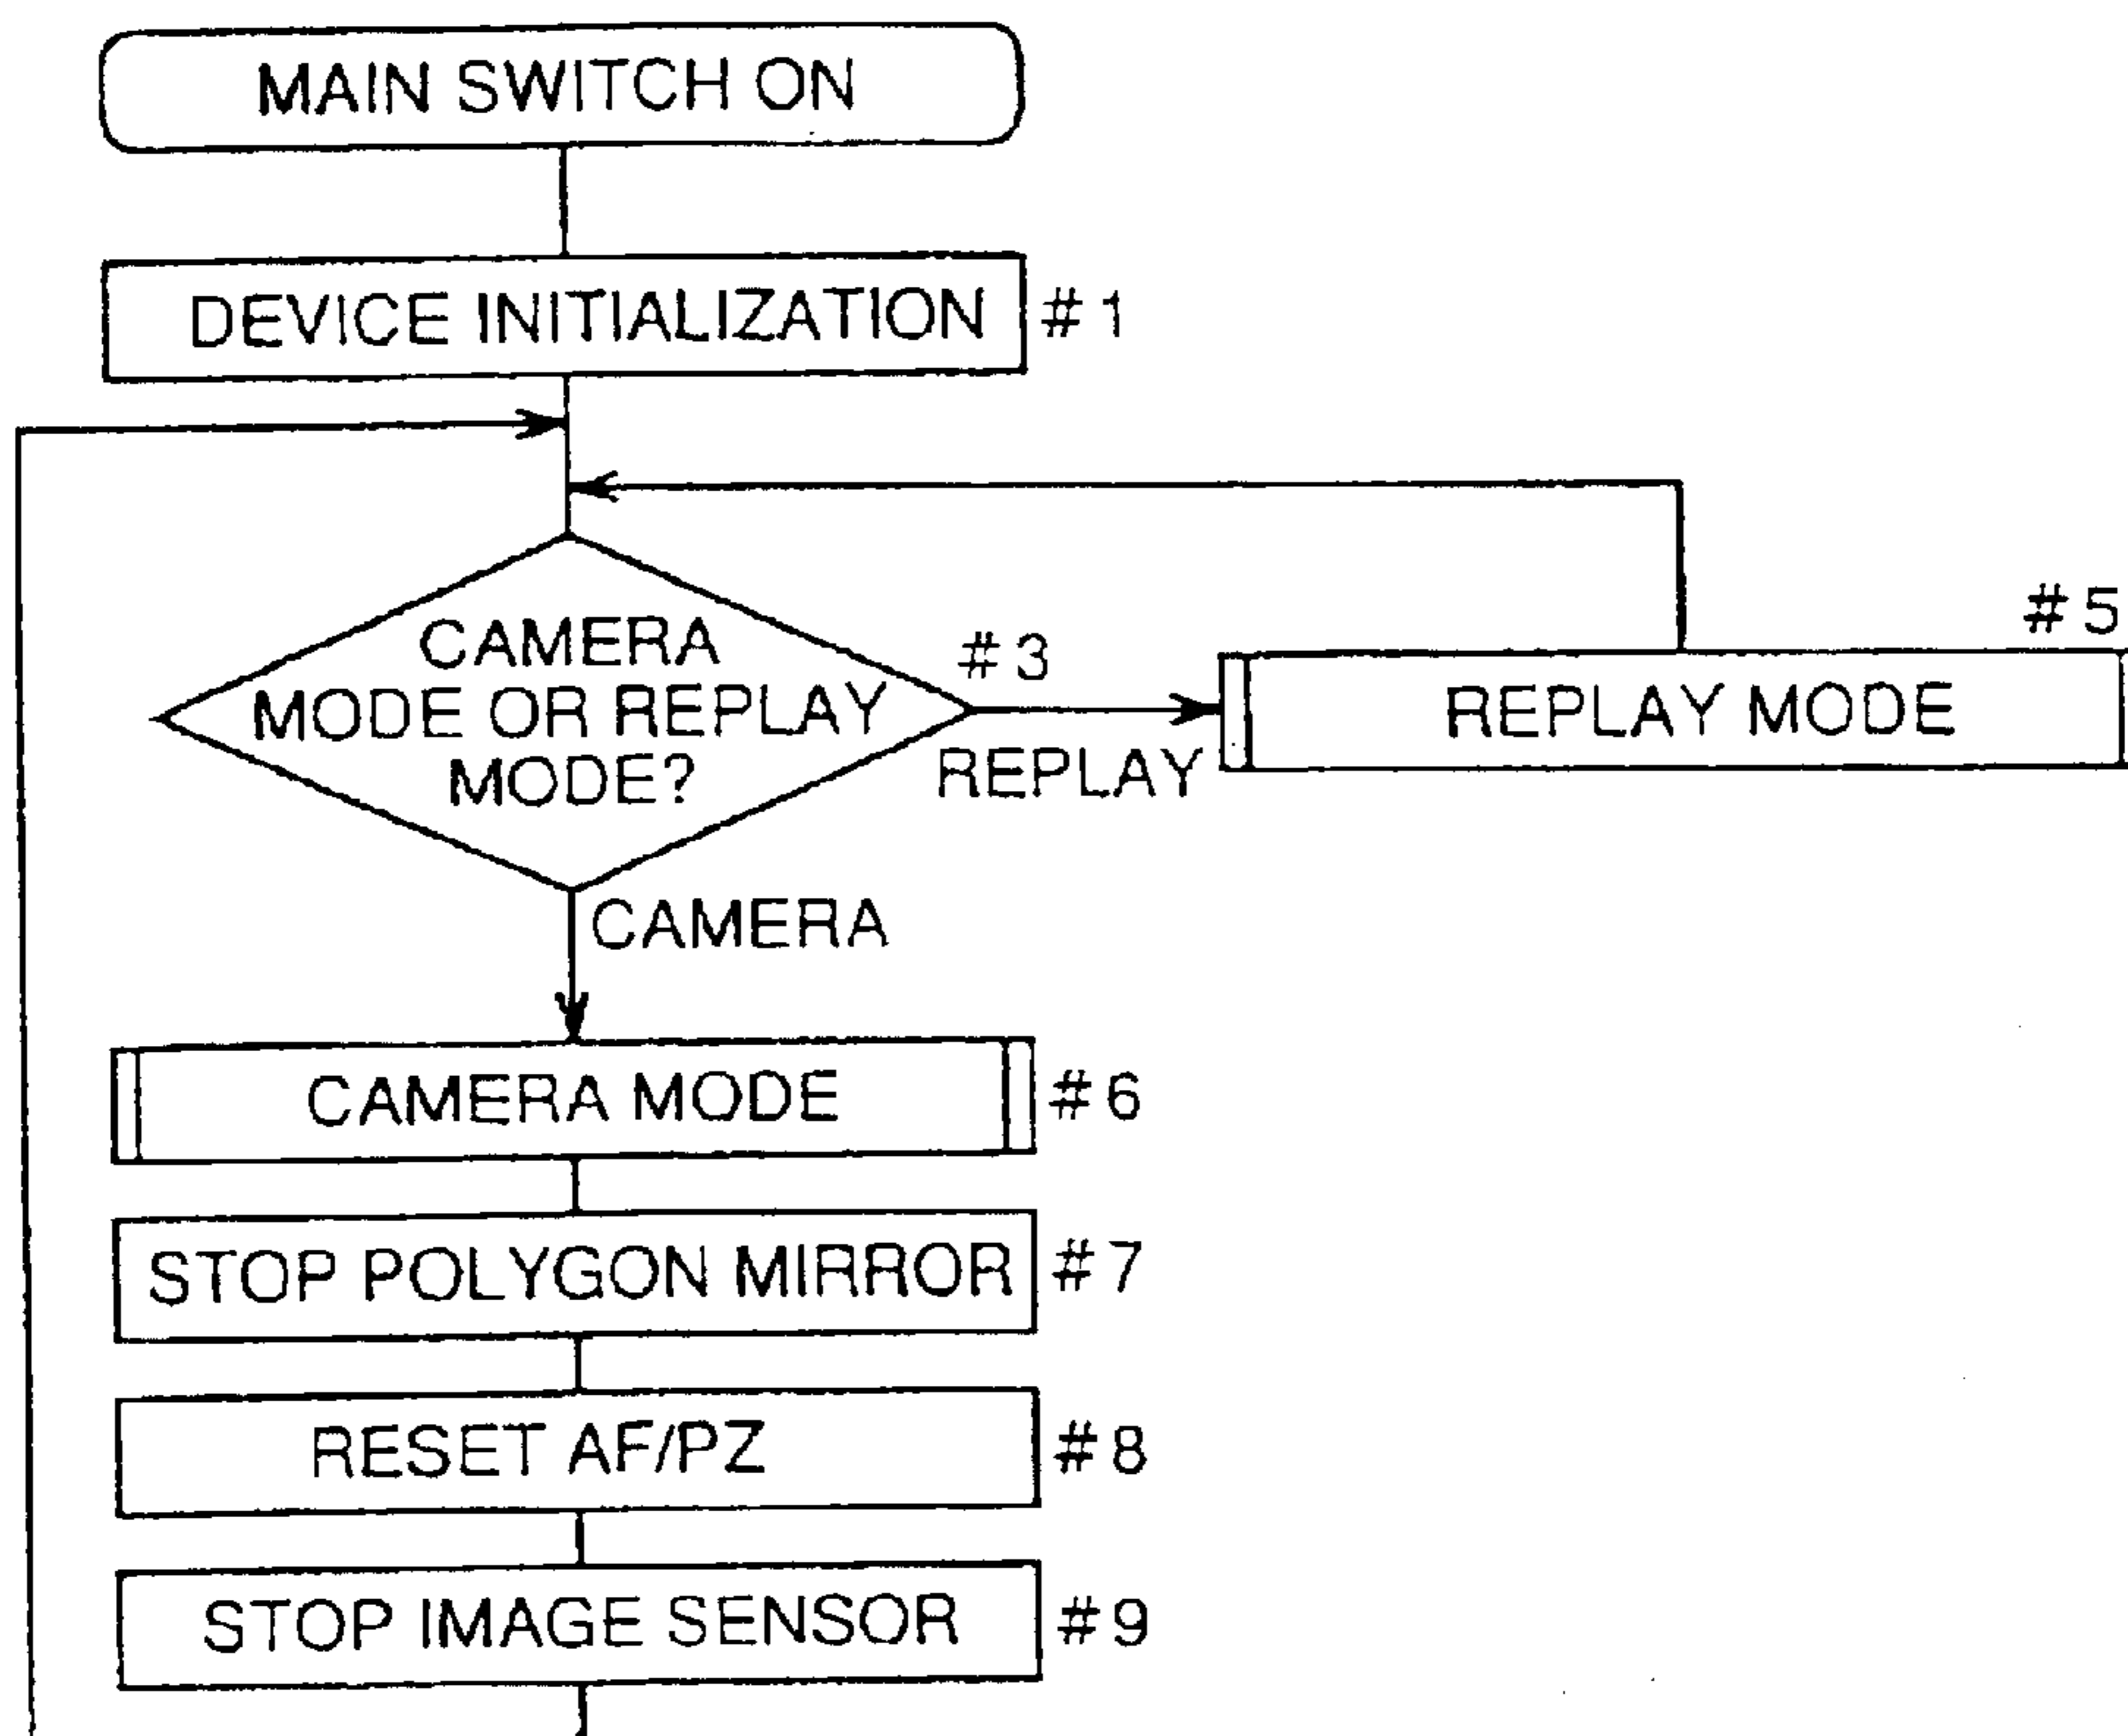 MAIN SWITCH ON
DEVICE INITIALIZATION #1
CAMERA
MODE OR REPLAY
MODE?
#3
REPLAY
#5
REPLAY MODE
CAMERA
CAMERA MODE #6
STOP POLYGON MIRROR #7
RESET AF/PZ #8
STOP IMAGE SENSOR #9